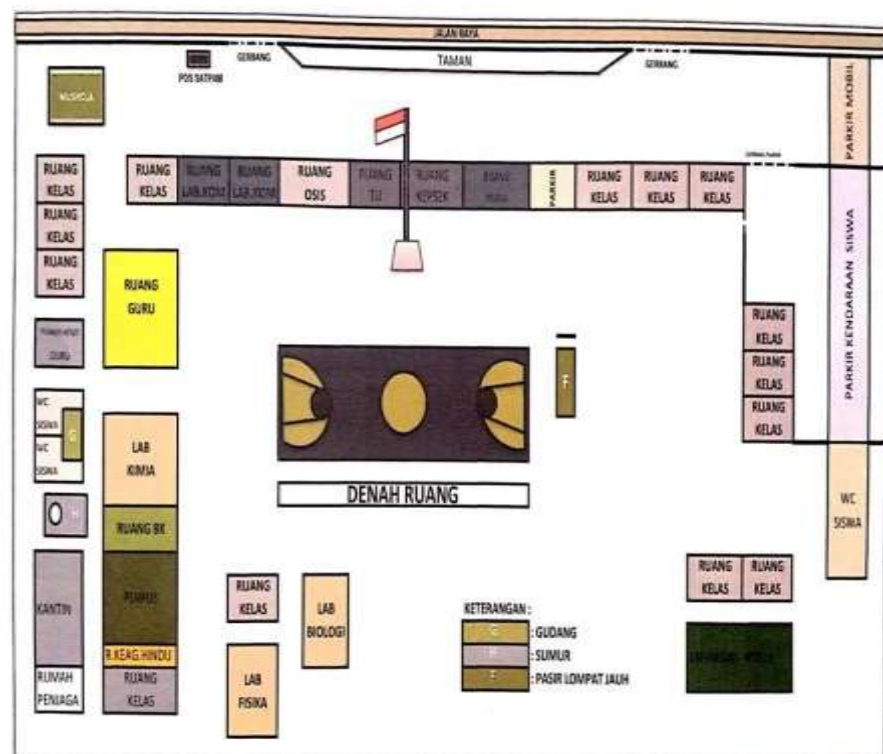 JALAN RAYA
GERBANG
TAMAN
GERBANG
POS SATPAM
MUSHOLA
PARKIR MOBIL
RUANG
KELAS
RUANG
KELAS
RUANG
KELAS
RUANG
KELAS
RUANG
LAB.KOM
RUANG
LAB.KOM
RUANG
OSIS
RUANG
TU
RUANG
KEPSEK
RUANG
PARKIR
RUANG
KELAS
RUANG
KELAS
RUANG
KELAS
PARKIR KENDARAAN SISWA
RUANG
GURU
GURU
RUANG
KELAS
RUANG
KELAS
RUANG
KELAS
F
WC
SISWA
WC
SISWA
G
LAB
KIMIA
DENAH RUANG
WC
SISWA
H
RUANG BK
KANTIN
PERPUS
R.KEAG.HINDU
RUMAH
PENJAGA
RUANG
KELAS
RUANG
KELAS
LAB
BIOLOGI
LAB
FISIKA
KETERANGAN :
G : GUDANG
H : SUMUR
F : PASIR LOMPAT JAUH
RUANG
KELAS
RUANG
KELAS